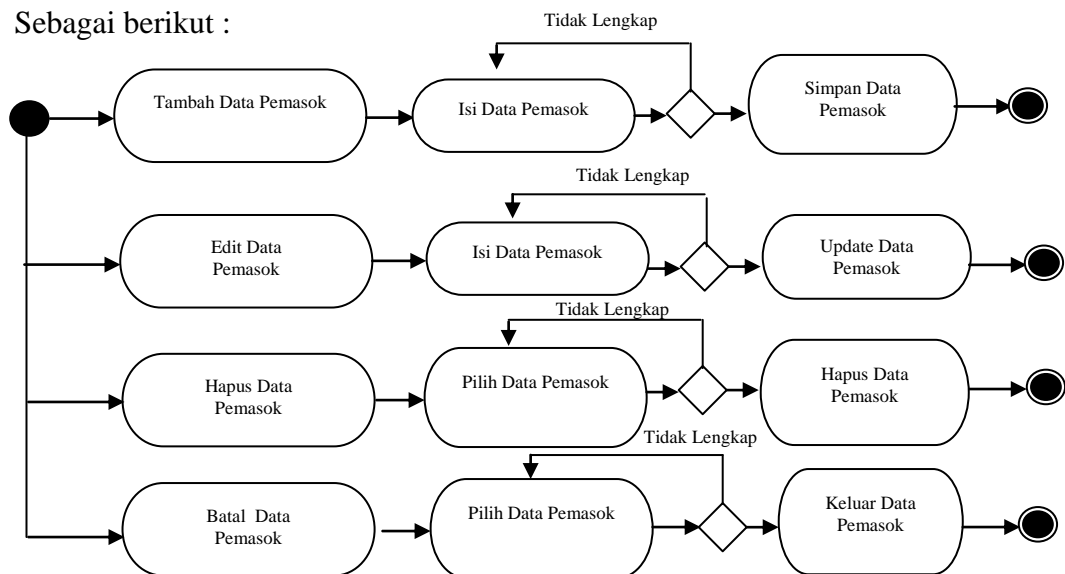 Sebagai berikut :
Tidak Lengkap
Tambah Data Pemasok
Isi Data Pemasok
Simpan Data
Pemasok
Tidak Lengkap
Edit Data
Pemasok
Isi Data Pemasok
Update Data
Pemasok
Tidak Lengkap
Hapus Data
Pemasok
Pilih Data Pemasok
Hapus Data
Pemasok
Tidak Lengkap
Batal  Data
Pemasok
Pilih Data Pemasok
Keluar Data
Pemasok